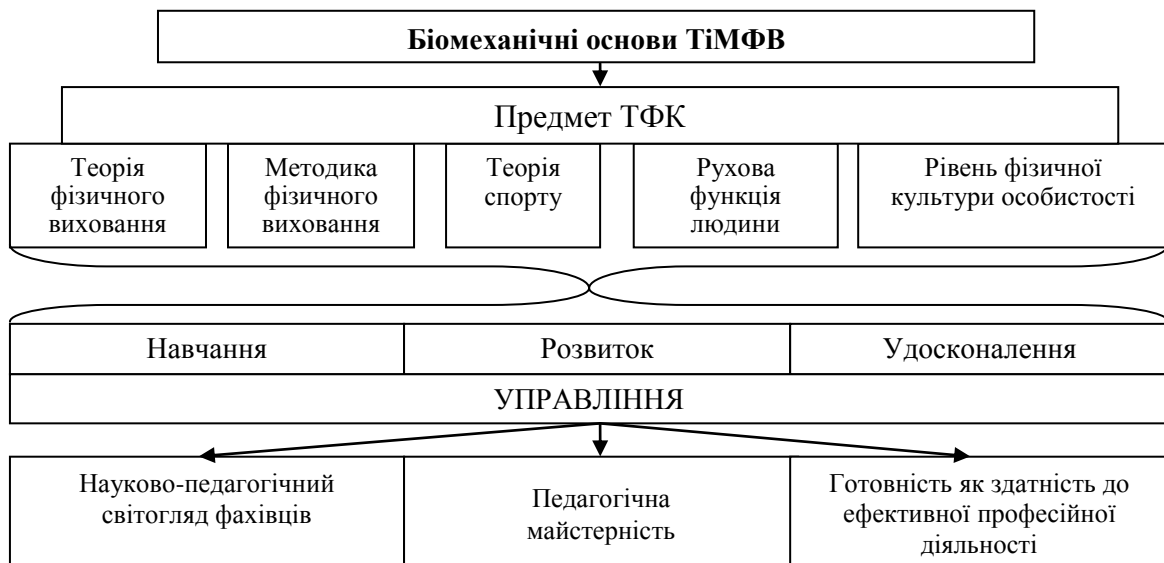 Біомеханічні основи ТіМФВ
Предмет ТФК
Теорія
фізичного
виховання
Методика
фізичного
виховання
Теорія
спорту
Рухова
функція
людини
Рівень фізичної
культури особистості
Навчання
Розвиток
Удосконалення
УПРАВЛІННЯ
Науково-педагогічний
світогляд фахівців
Педагогічна
майстерність
Готовність як здатність до
ефективної професійної
діяльності